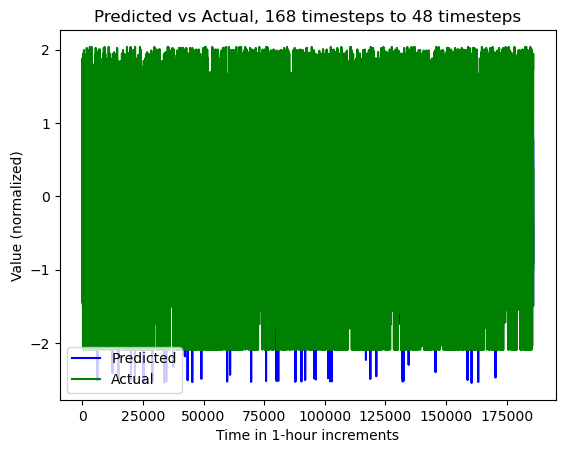 Predicted vs Actual, 168 timesteps to 48 timesteps
Value (normalized)
2
1
0
−1
−2
Predicted
Actual
0 25000 50000 75000 100000 125000 150000 175000
Time in 1-hour increments